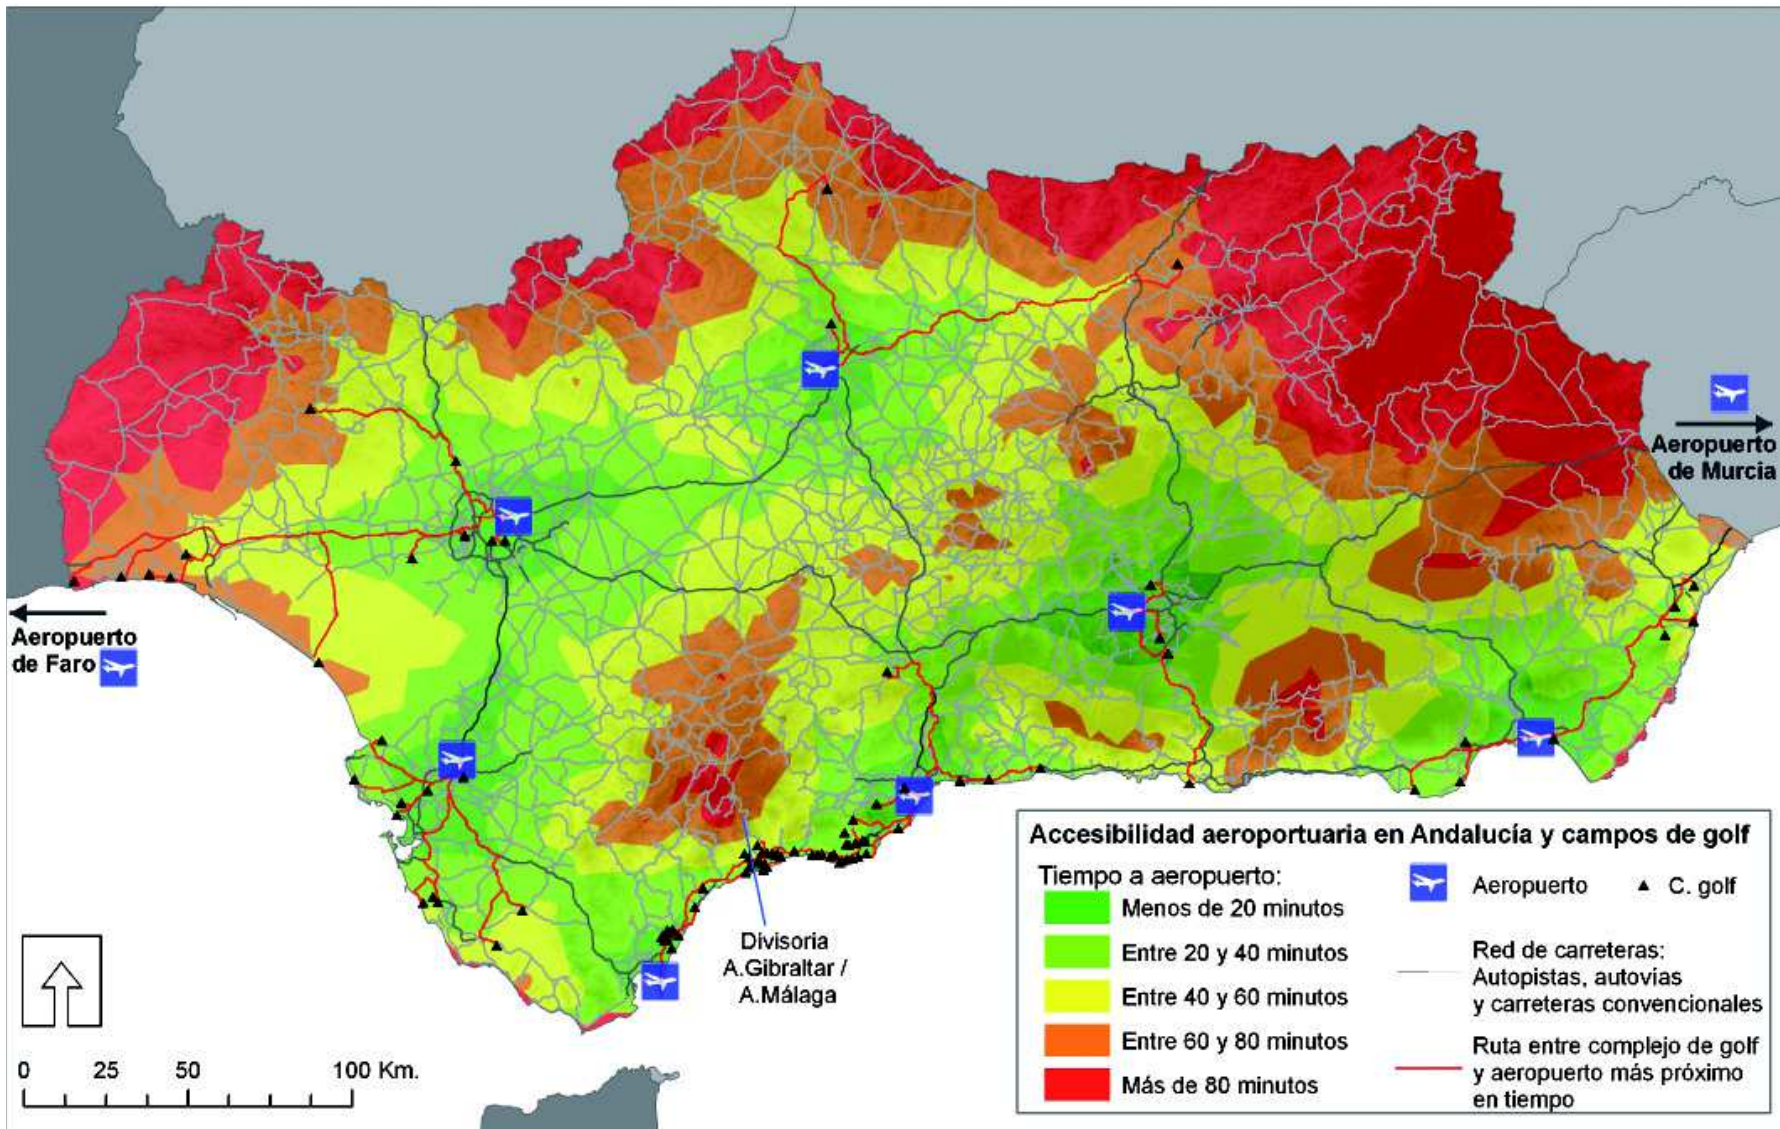 Aeropuerto
de Murcia
Aeropuerto
de Faro
Divisoria
A.Gibraltar /
A.Málaga
0 25 50 100 Km.
Accesibilidad aeroportuaria en Andalucía y campos de golf
Tiempo a aeropuerto:
Menos de 20 minutos
Entre 20 y 40 minutos
Entre 40 y 60 minutos
Entre 60 y 80 minutos
Más de 80 minutos
Aeropuerto
C. golf
Red de carreteras:
Autopistas, autovías
y carreteras convencionales
Ruta entre complejo de golf
y aeropuerto más próximo
en tiempo